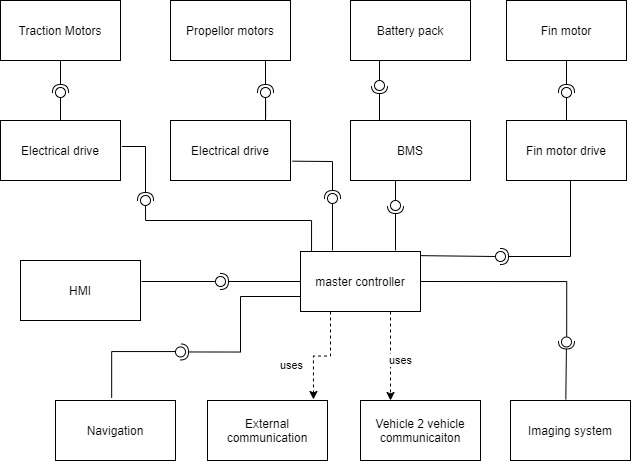 Traction Motors
Propellor motors
Battery pack
Fin motor
Electrical drive
Electrical drive
BMS
Fin motor drive
HMI
master controller
uses
uses
Navigation
External
communication
Vehicle 2 vehicle
communicaiton
Imaging system